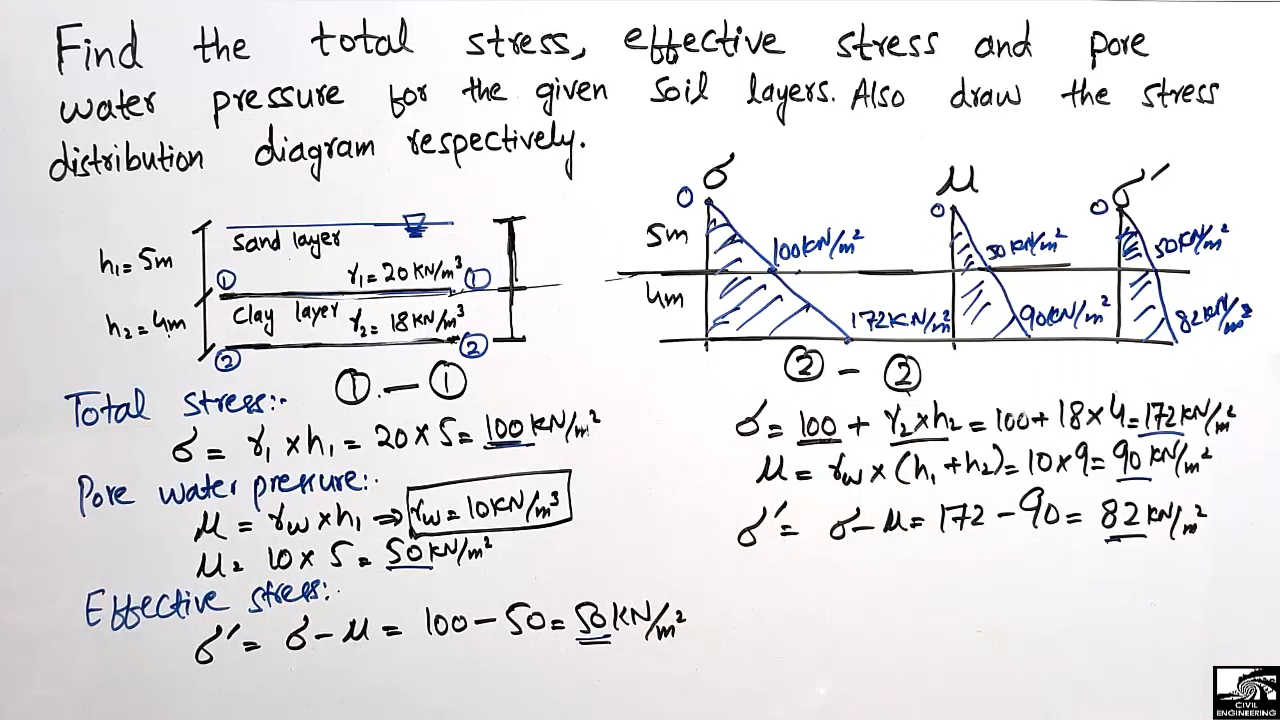 Find the total stress, effective stress and pore
water pressure for the given soil layers. Also draw the stress
distribution diagram respectively.
h₁ = 5m
h₂ = 4m
Sand layer
① γ₁ = 20 KN/m³ ①
Clay layer γ₂ = 18 KN/m³
② ②
σ
0
5m
4m
100KN/m²
172KN/m²
μ
0
50KN/m²
90KN/m²
σ′
0
50KN/m²
82KN/m²
① – ①
Total stress:-
σ = γ₁ × h₁ = 20 × 5 = 100 KN/m²
Pore water pressure:-
μ = γw × h₁ ⇒ γw = 10KN/m³
μ = 10 × 5 = 50 KN/m²
Effective stress:-
σ′ = σ – μ = 100 – 50 = 50 KN/m²
② – ②
σ = 100 + γ₂ × h₂ = 100 + 18 × 4 = 172 KN/m²
μ = γw × (h₁ + h₂) = 10 × 9 = 90 KN/m²
σ′ = σ – μ = 172 – 90 = 82 KN/m²
CIVIL
ENGINEERING